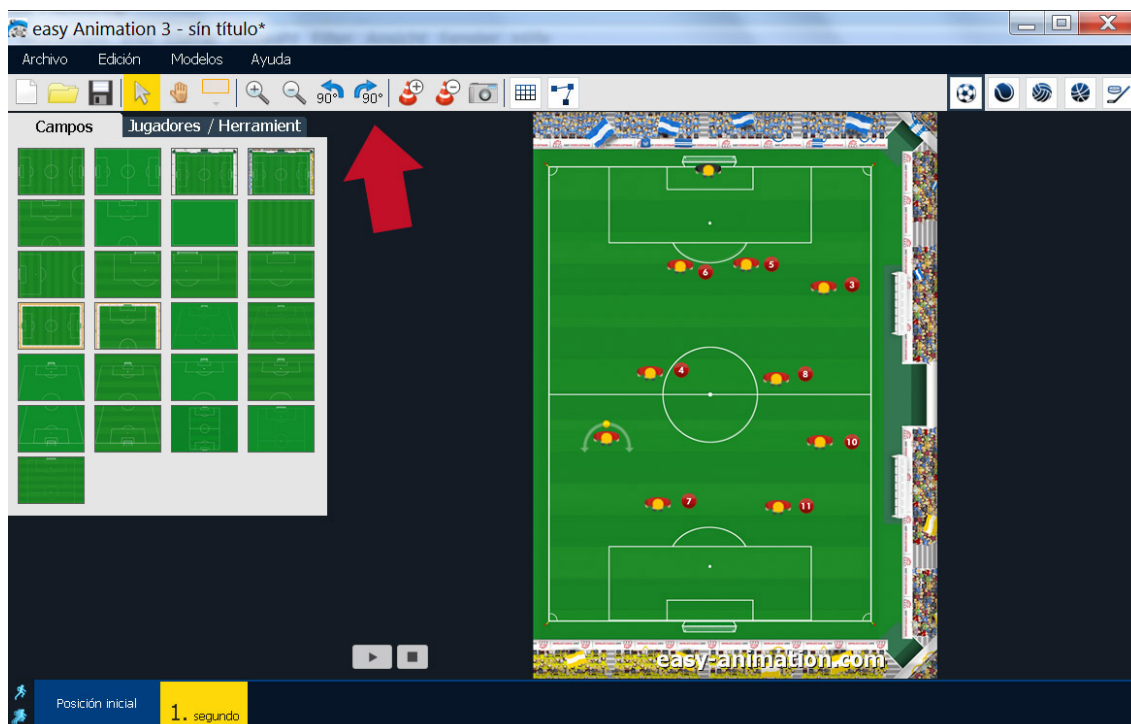 easy Animation 3 - sín título*
Archivo Edición Modelos Ayuda
90° 90°
Campos Jugadores / Herramient
6 5
3
4 8
10
7 11
easy-animation.com
Posición inicial 1. segundo